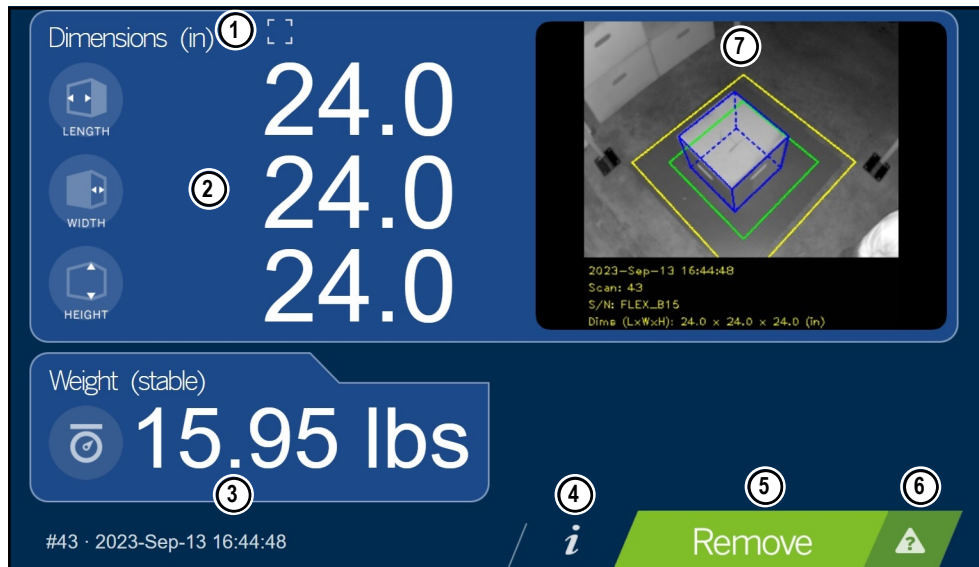 Dimensions (in) 1
7
LENGTH
24.0
2
WIDTH
24.0
HEIGHT
24.0
2023-Sep-13 16:44:48
Scan: 43
S/N: FLEX_B15
Dims (LxWxH): 24.0 x 24.0 x 24.0 (in)
Weight (stable)
15.95 lbs
3
4
5
6
#43 · 2023-Sep-13 16:44:48
i
Remove
?